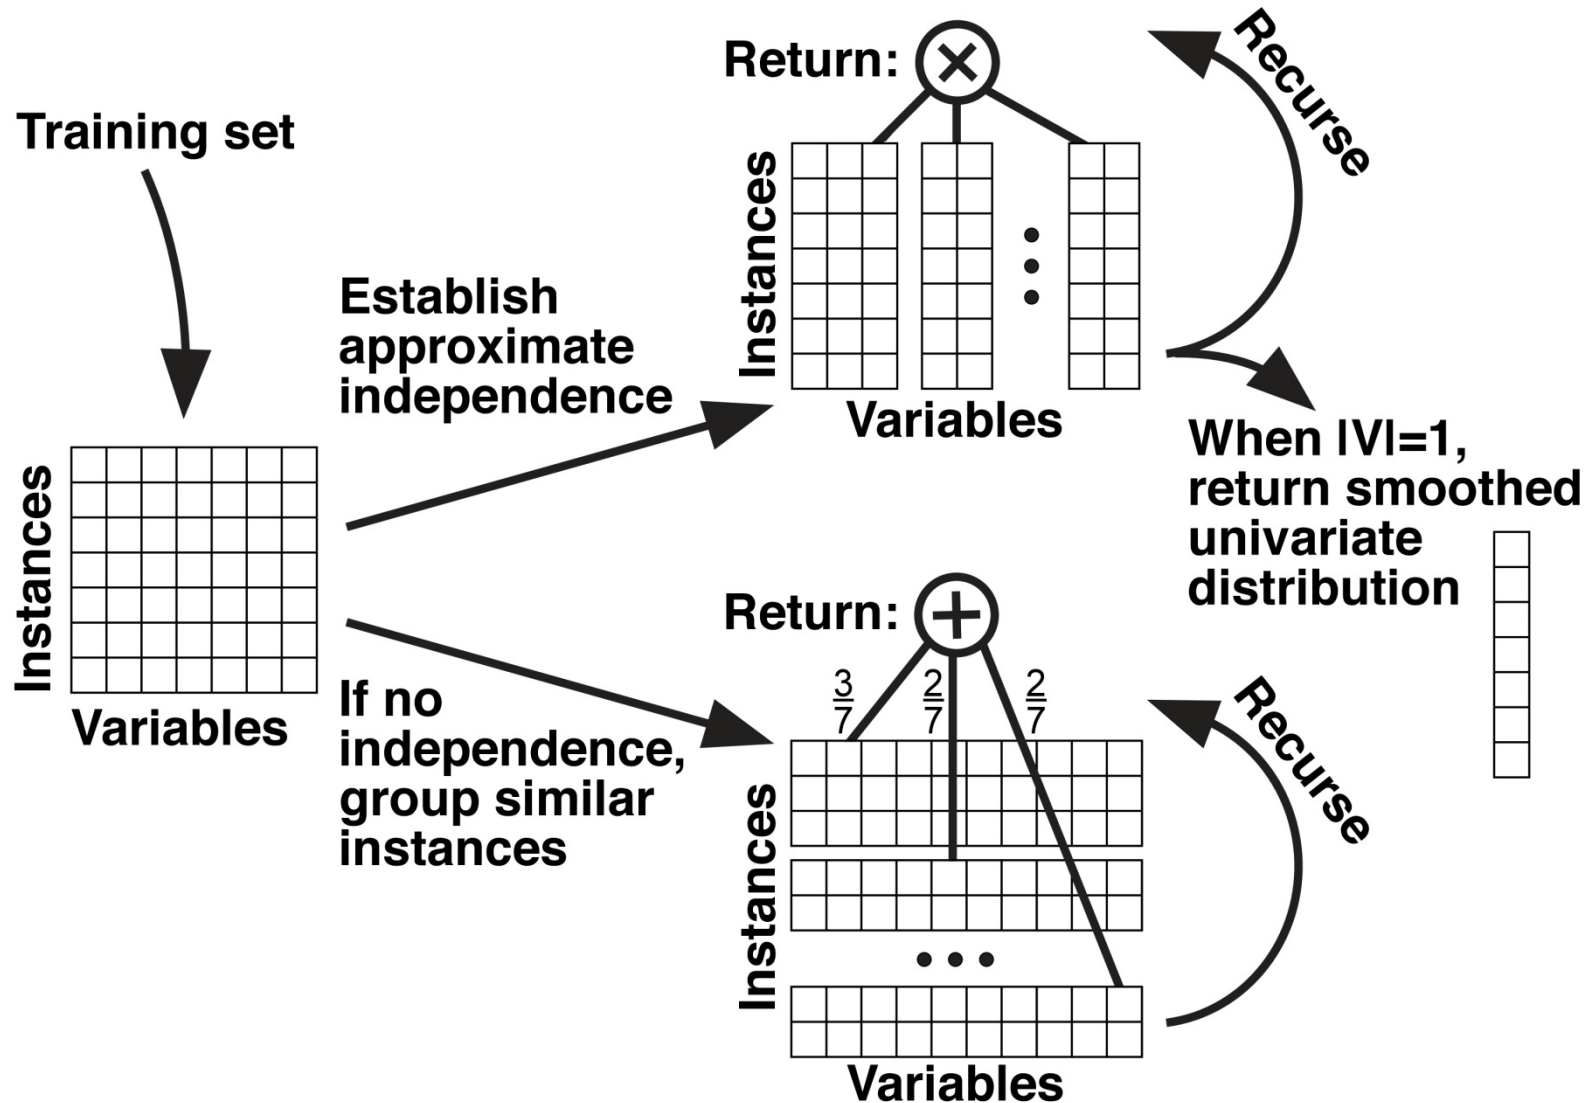 Training set
Instances
Variables
Establish
approximate
independence
If no
independence,
group similar
instances
Return:
Instances
Variables
Recurse
When |V|=1,
return smoothed
univariate
distribution
Return:
3/7
2/7
2/7
Instances
Variables
Recurse